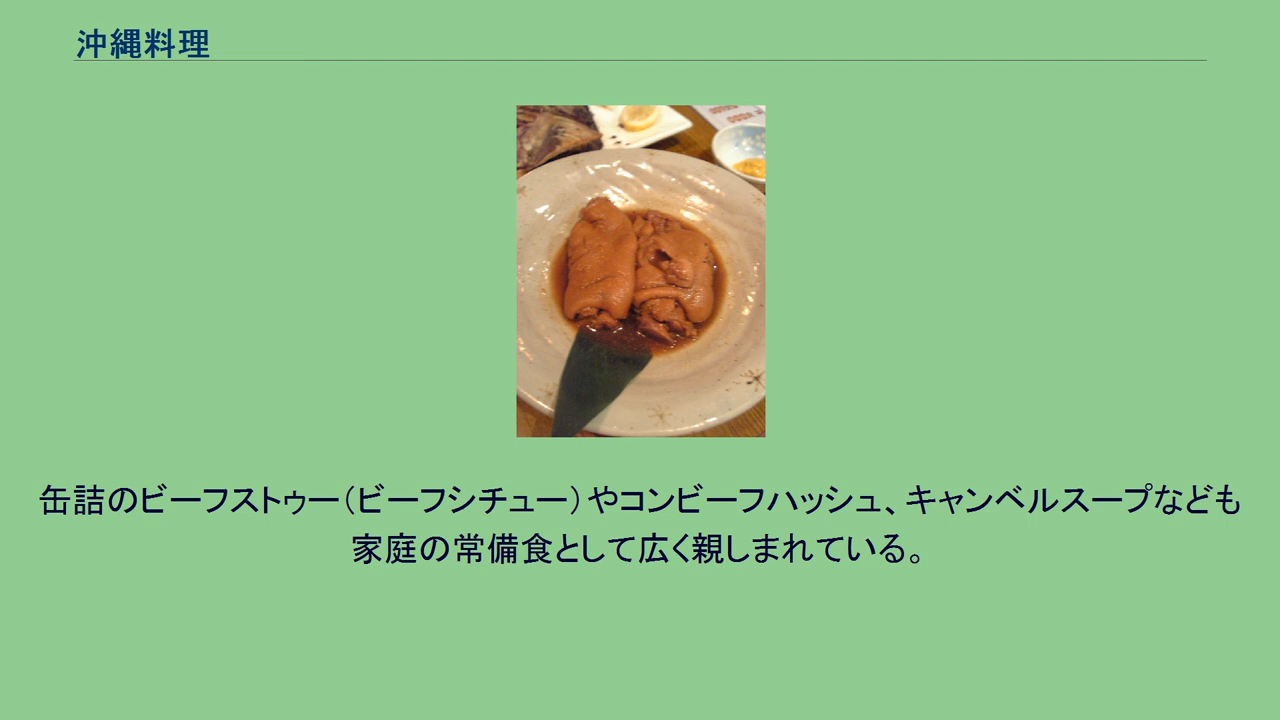 沖縄料理
缶詰のビーフストゥー（ビーフシチュー）やコンビーフハッシュ、キャンベルスープなども
家庭の常備食として広く親しまれている。